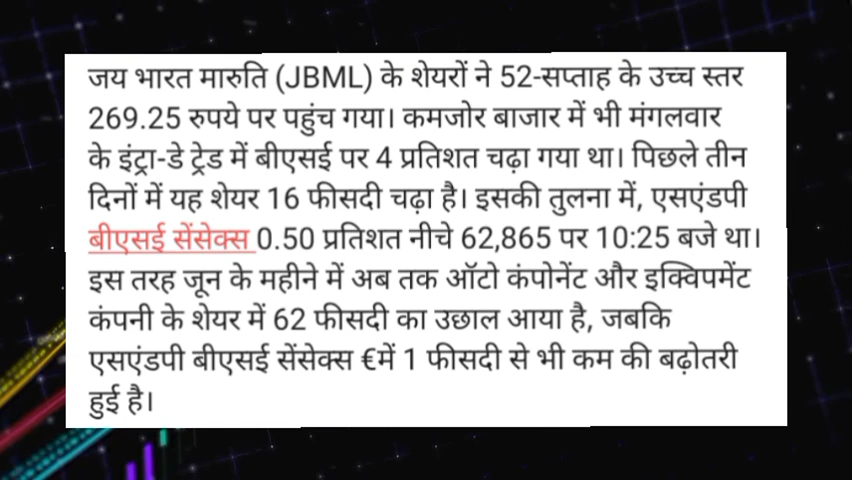 जय भारत मारुति (JBML) के शेयरों ने 52-सप्ताह के उच्च स्तर
269.25 रुपये पर पहुंच गया। कमजोर बाजार में भी मंगलवार
के इंट्रा-डे ट्रेड में बीएसई पर 4 प्रतिशत चढ़ा गया था। पिछले तीन
दिनों में यह शेयर 16 फीसदी चढ़ा है। इसकी तुलना में, एसएंडपी
बीएसई सेंसेक्स 0.50 प्रतिशत नीचे 62,865 पर 10:25 बजे था।
इस तरह जून के महीने में अब तक ऑटो कंपोनेंट और इक्विपमेंट
कंपनी के शेयर में 62 फीसदी का उछाल आया है, जबकि
एसएंडपी बीएसई सेंसेक्स €में 1 फीसदी से भी कम की बढ़ोतरी
हुई है।